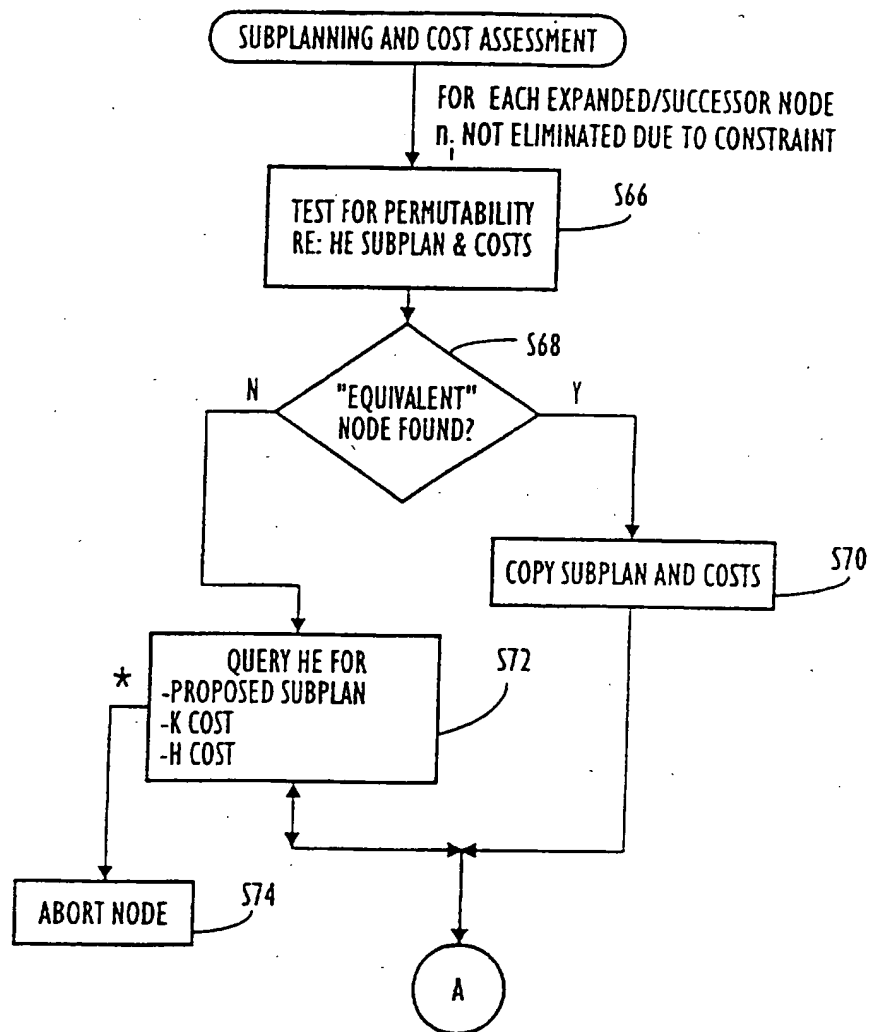 SUBPLANNING AND COST ASSESSMENT
FOR EACH EXPANDED/SUCCESSOR NODE
ni NOT ELIMINATED DUE TO CONSTRAINT
TEST FOR PERMUTABILITY
RE: HE SUBPLAN & COSTS
S66
S68
N
"EQUIVALENT"
NODE FOUND?
Y
COPY SUBPLAN AND COSTS
S70
*
QUERY HE FOR
-PROPOSED SUBPLAN
-K COST
-H COST
S72
ABORT NODE
S74
A